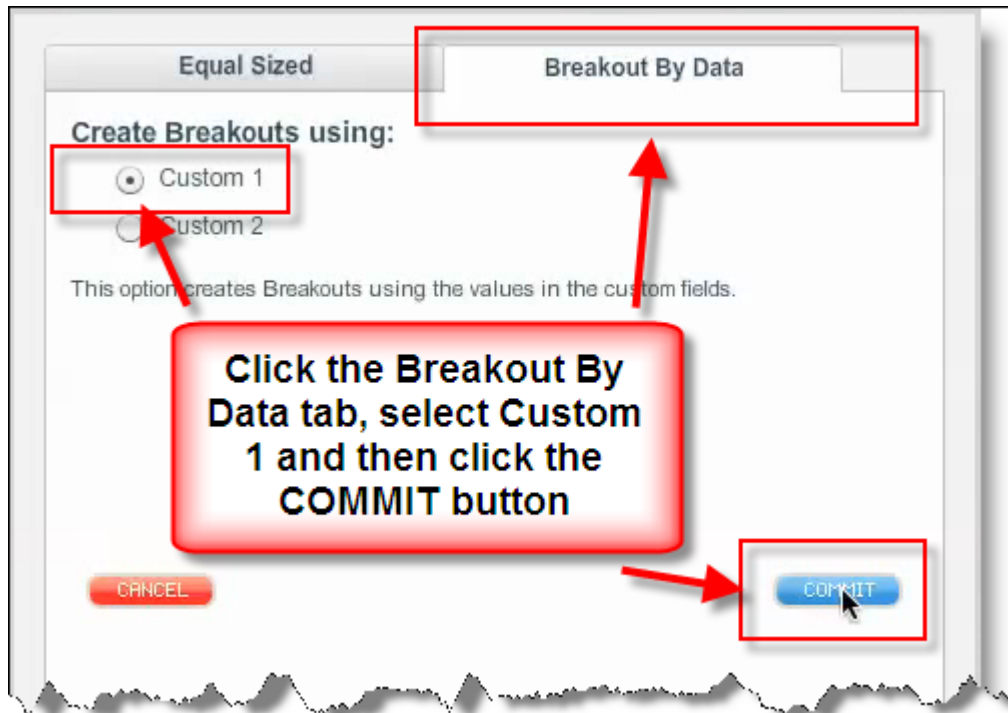 Equal Sized
Breakout By Data
Create Breakouts using:
Custom 1
Custom 2
This option creates Breakouts using the values in the custom fields.
Click the Breakout By
Data tab, select Custom
1 and then click the
COMMIT button
CANCEL
COMMIT